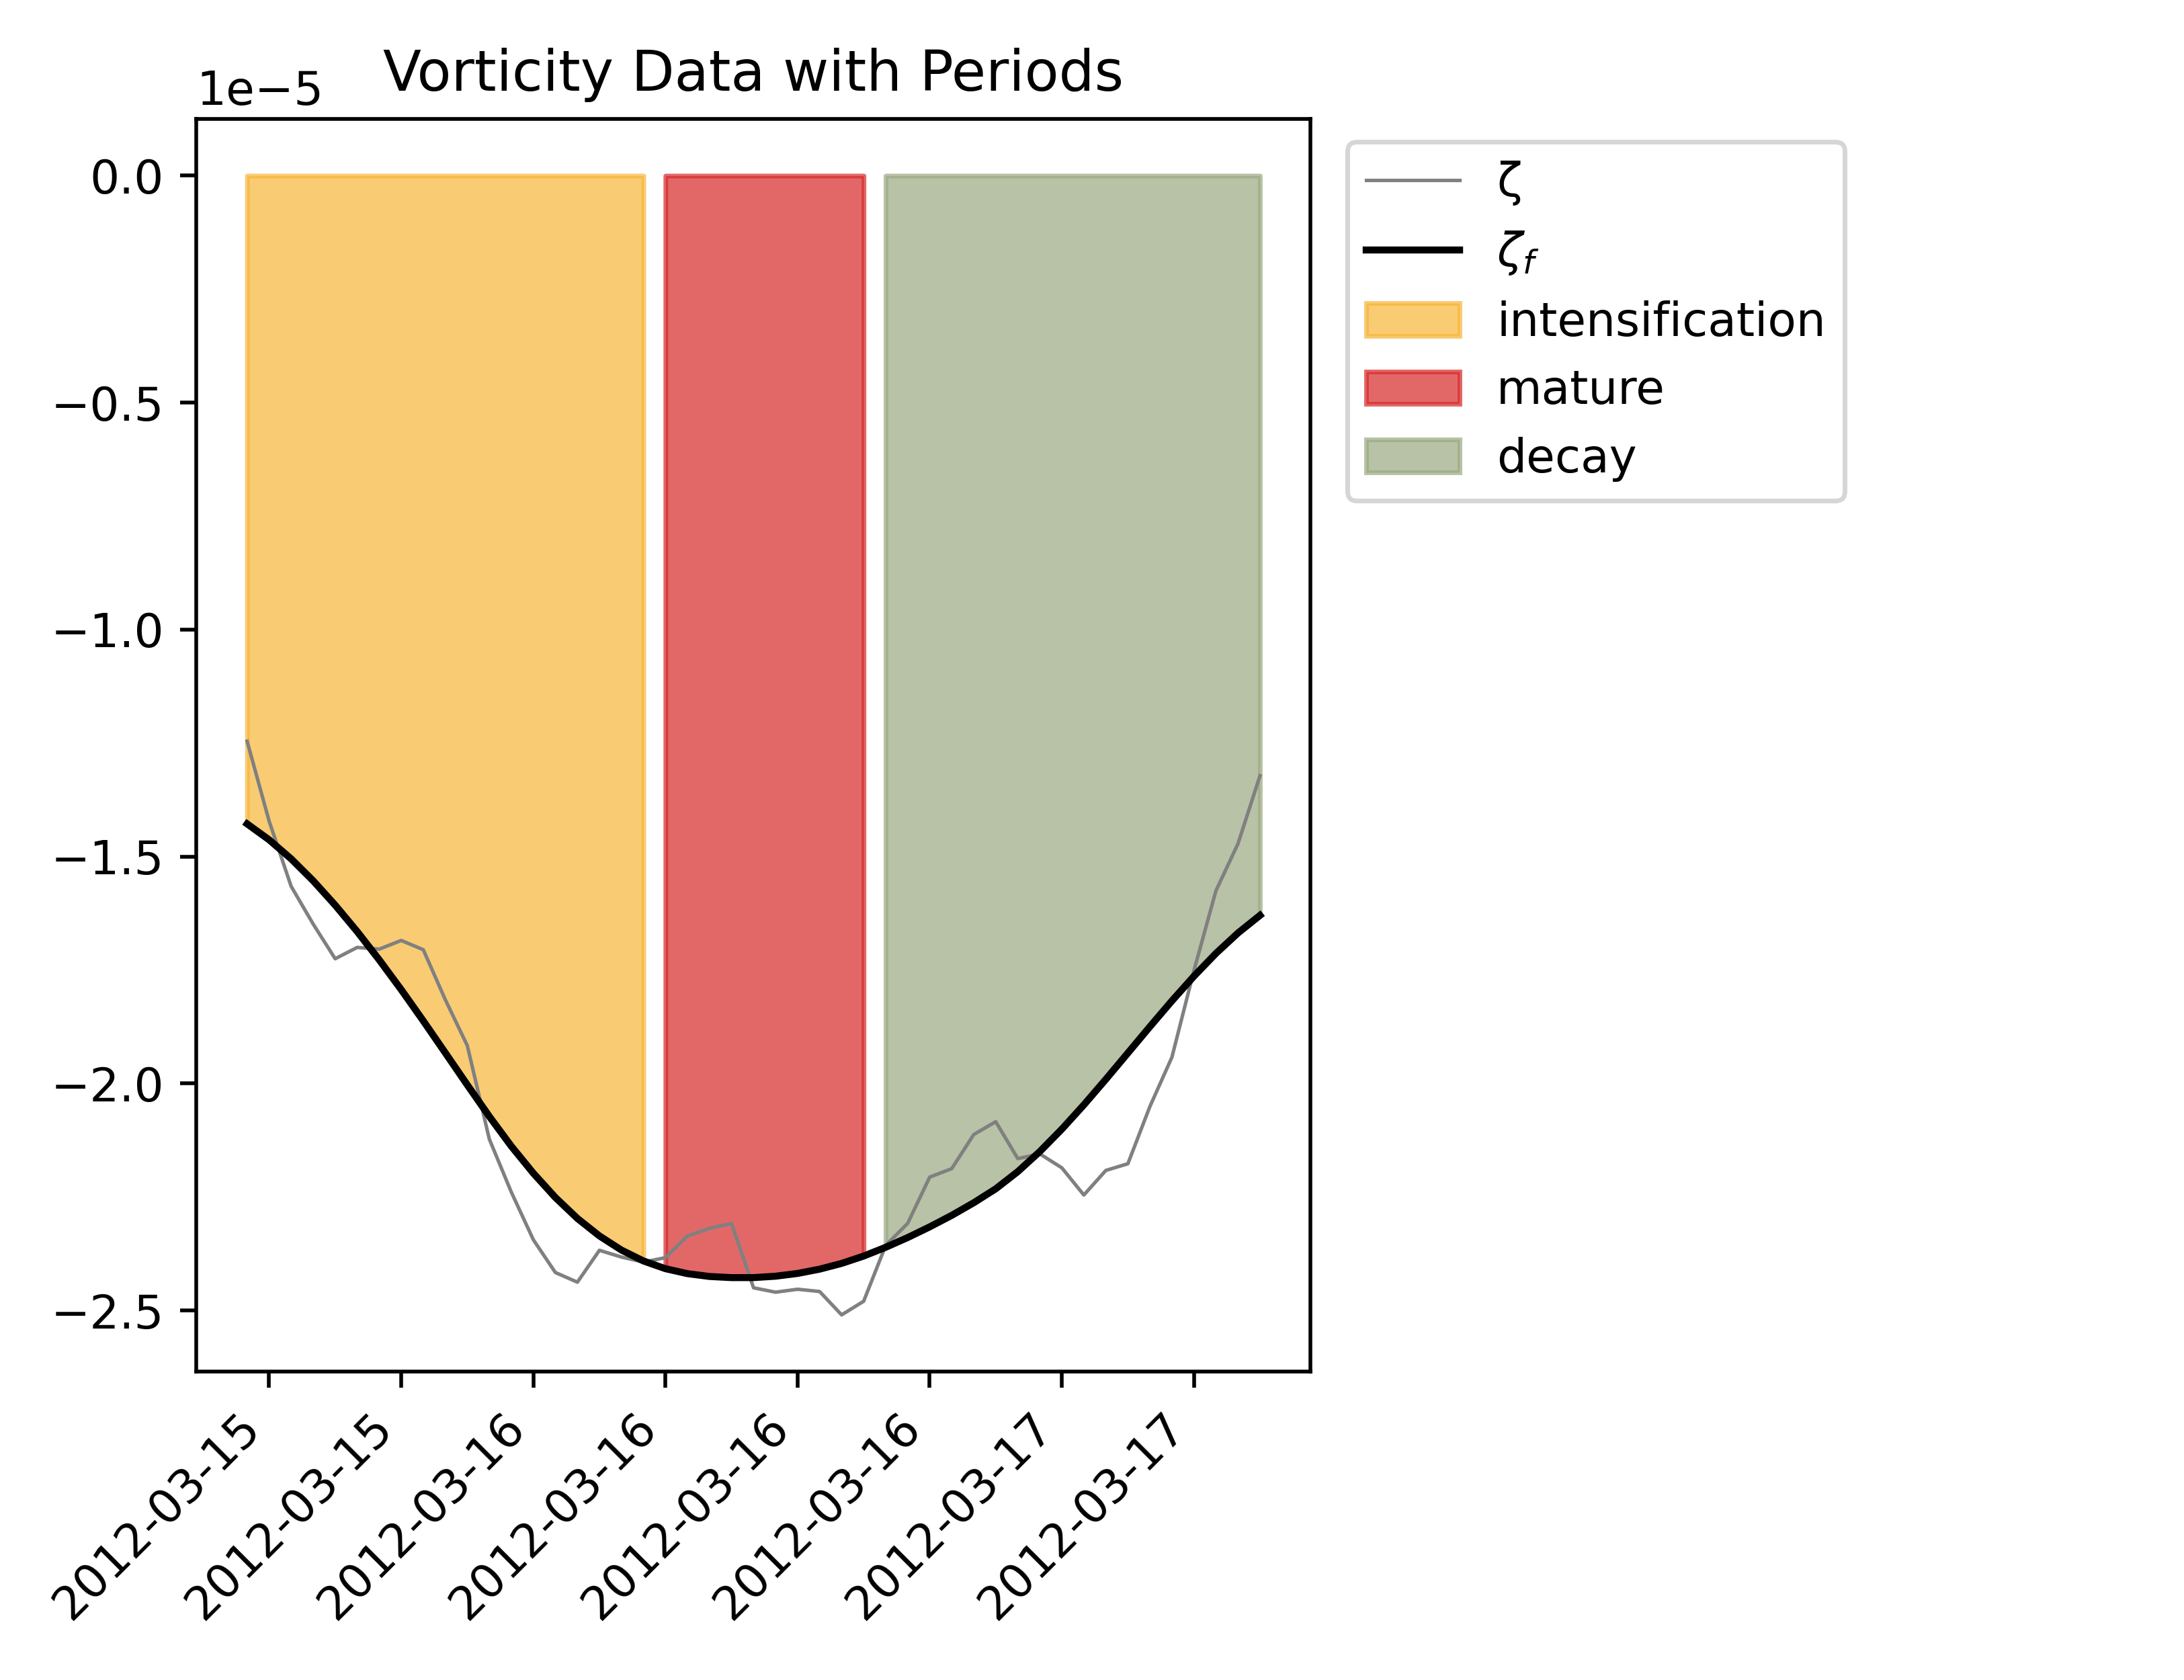 Vorticity Data with Periods
1e−5
0.0
−0.5
−1.0
−1.5
−2.0
−2.5
2012-03-15
2012-03-15
2012-03-16
2012-03-16
2012-03-16
2012-03-16
2012-03-17
2012-03-17
ζ
ζf
intensification
mature
decay